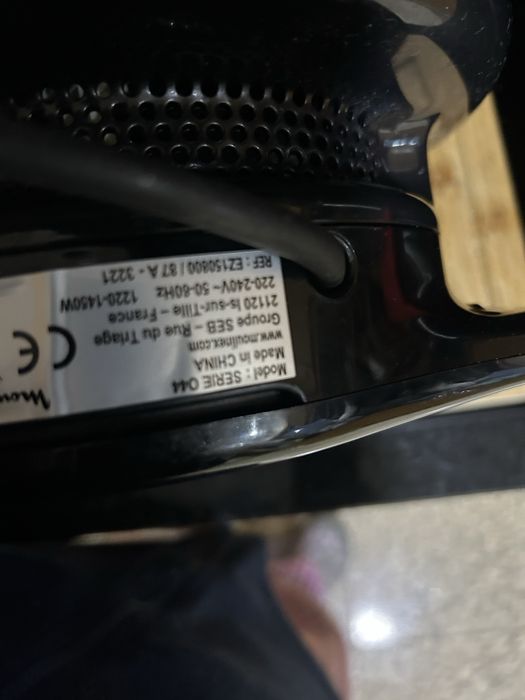 Model : SERIE O44
Made in CHINA
www.moulinex.com
Groupe SEB – Rue du Triage
21120 Is-sur-Tille – France
220-240V~ 50-60Hz 1220-1450W
REF : EZ150800 / 87 A - 3221
CE